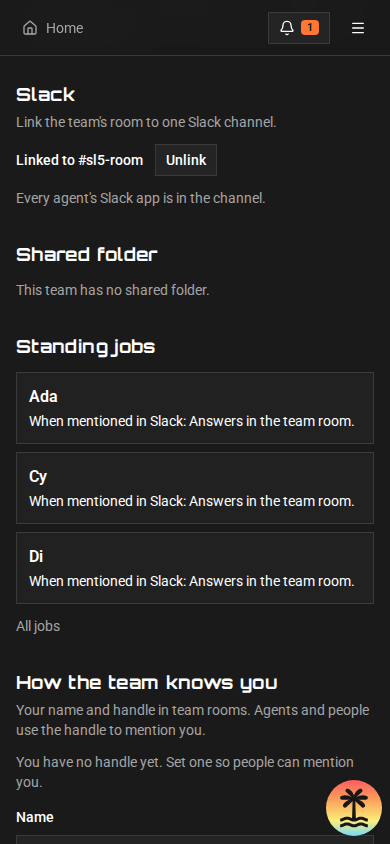 Home
1
Slack
Link the team's room to one Slack channel.
Linked to #sl5-room
Unlink
Every agent's Slack app is in the channel.
Shared folder
This team has no shared folder.
Standing jobs
Ada
When mentioned in Slack: Answers in the team room.
Cy
When mentioned in Slack: Answers in the team room.
Di
When mentioned in Slack: Answers in the team room.
All jobs
How the team knows you
Your name and handle in team rooms. Agents and people
use the handle to mention you.
You have no handle yet. Set one so people can mention
you.
Name